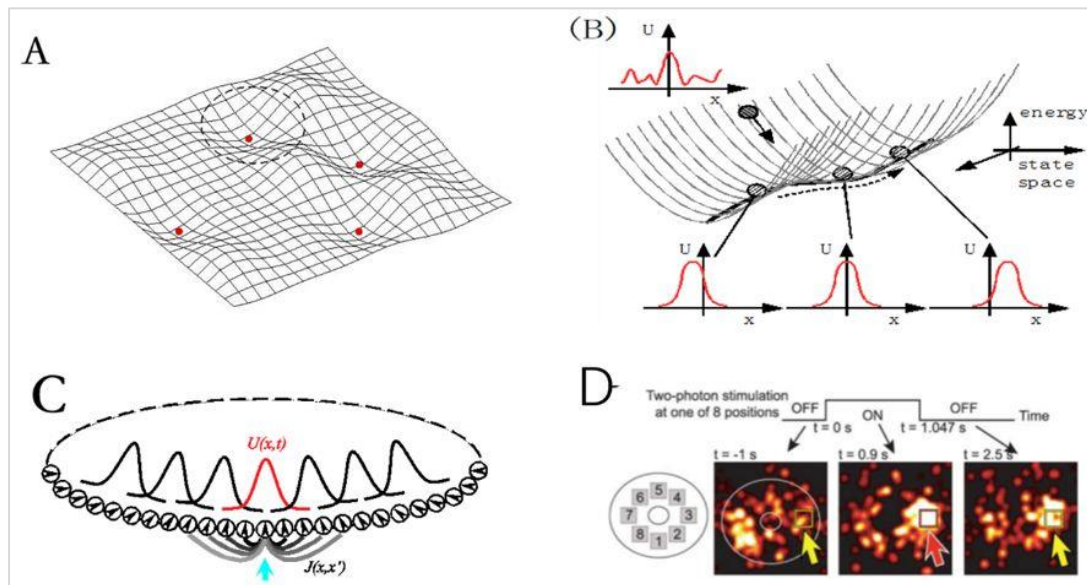 A
(B)
U
x
energy
state
space
U
U
U
x
x
x
C
U(x,t)
J(x,x')
D
Two-photon stimulation
at one of 8 positions
OFF
ON
OFF
Time
t = 0 s
t = 1.047 s
t = -1 s
t = 0.9 s
t = 2.5 s
5
6
4
7
3
8
2
1